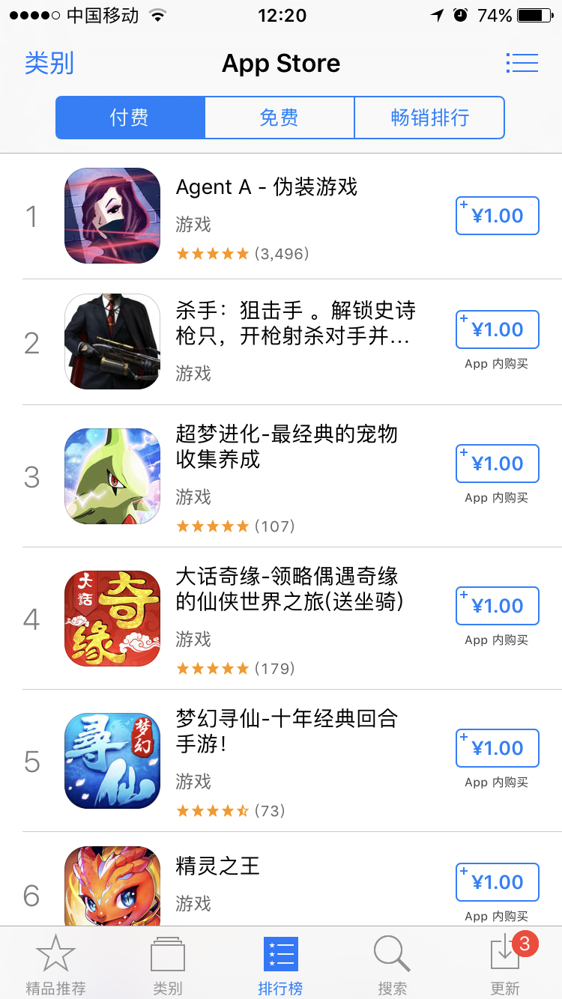 中国移动 12:20 74%
类别 App Store
付费 免费 畅销排行
1
Agent A - 伪装游戏
游戏
(3,496)
+ ¥1.00
2
杀手：狙击手 。解锁史诗
枪只，开枪射杀对手并...
游戏
+ ¥1.00
App 内购买
3
超梦进化-最经典的宠物
收集养成
游戏
(107)
+ ¥1.00
App 内购买
4
大话
奇缘
大话奇缘-领略偶遇奇缘
的仙侠世界之旅(送坐骑)
游戏
(179)
+ ¥1.00
App 内购买
5
梦幻
寻仙
梦幻寻仙-十年经典回合
手游！
游戏
(73)
+ ¥1.00
App 内购买
6
精灵之王
游戏
+ ¥1.00
App 内购买
3
精品推荐 类别 排行榜 搜索 更新